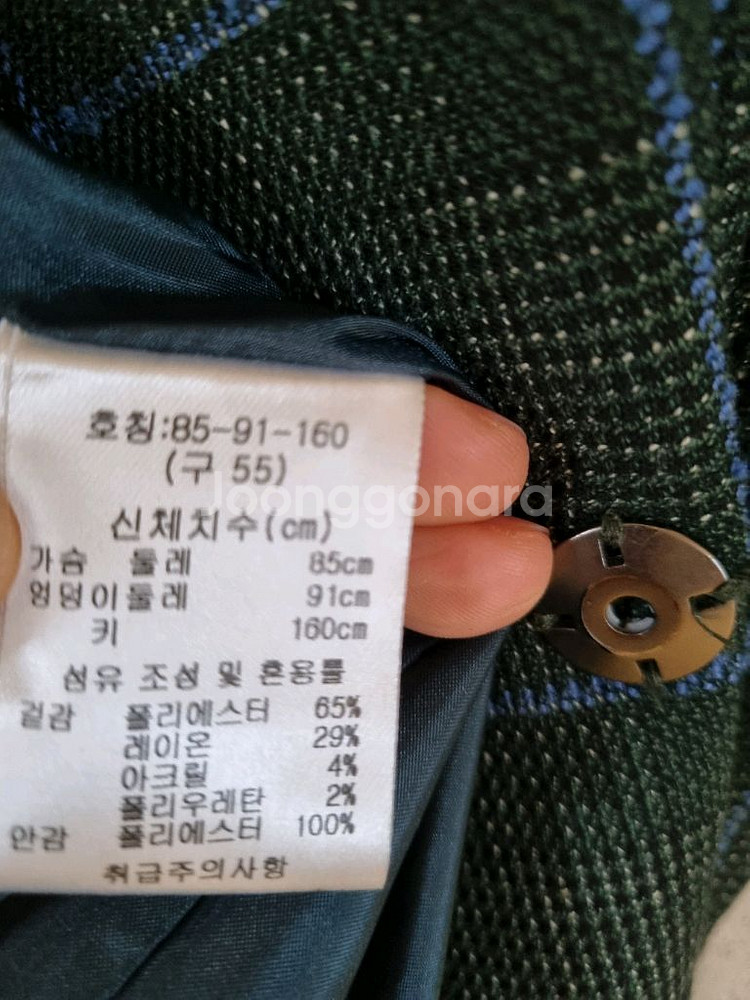 호칭:85-91-160
(구 55)
신체치수(cm)
가슴 둘레 85cm
엉덩이둘레 91cm
키 160cm
섬유 조성 및 혼용률
겉감 폴리에스터 65%
레이온 29%
아크릴 4%
폴리우레탄 2%
안감 폴리에스터 100%
취급주의사항
Joonggonara